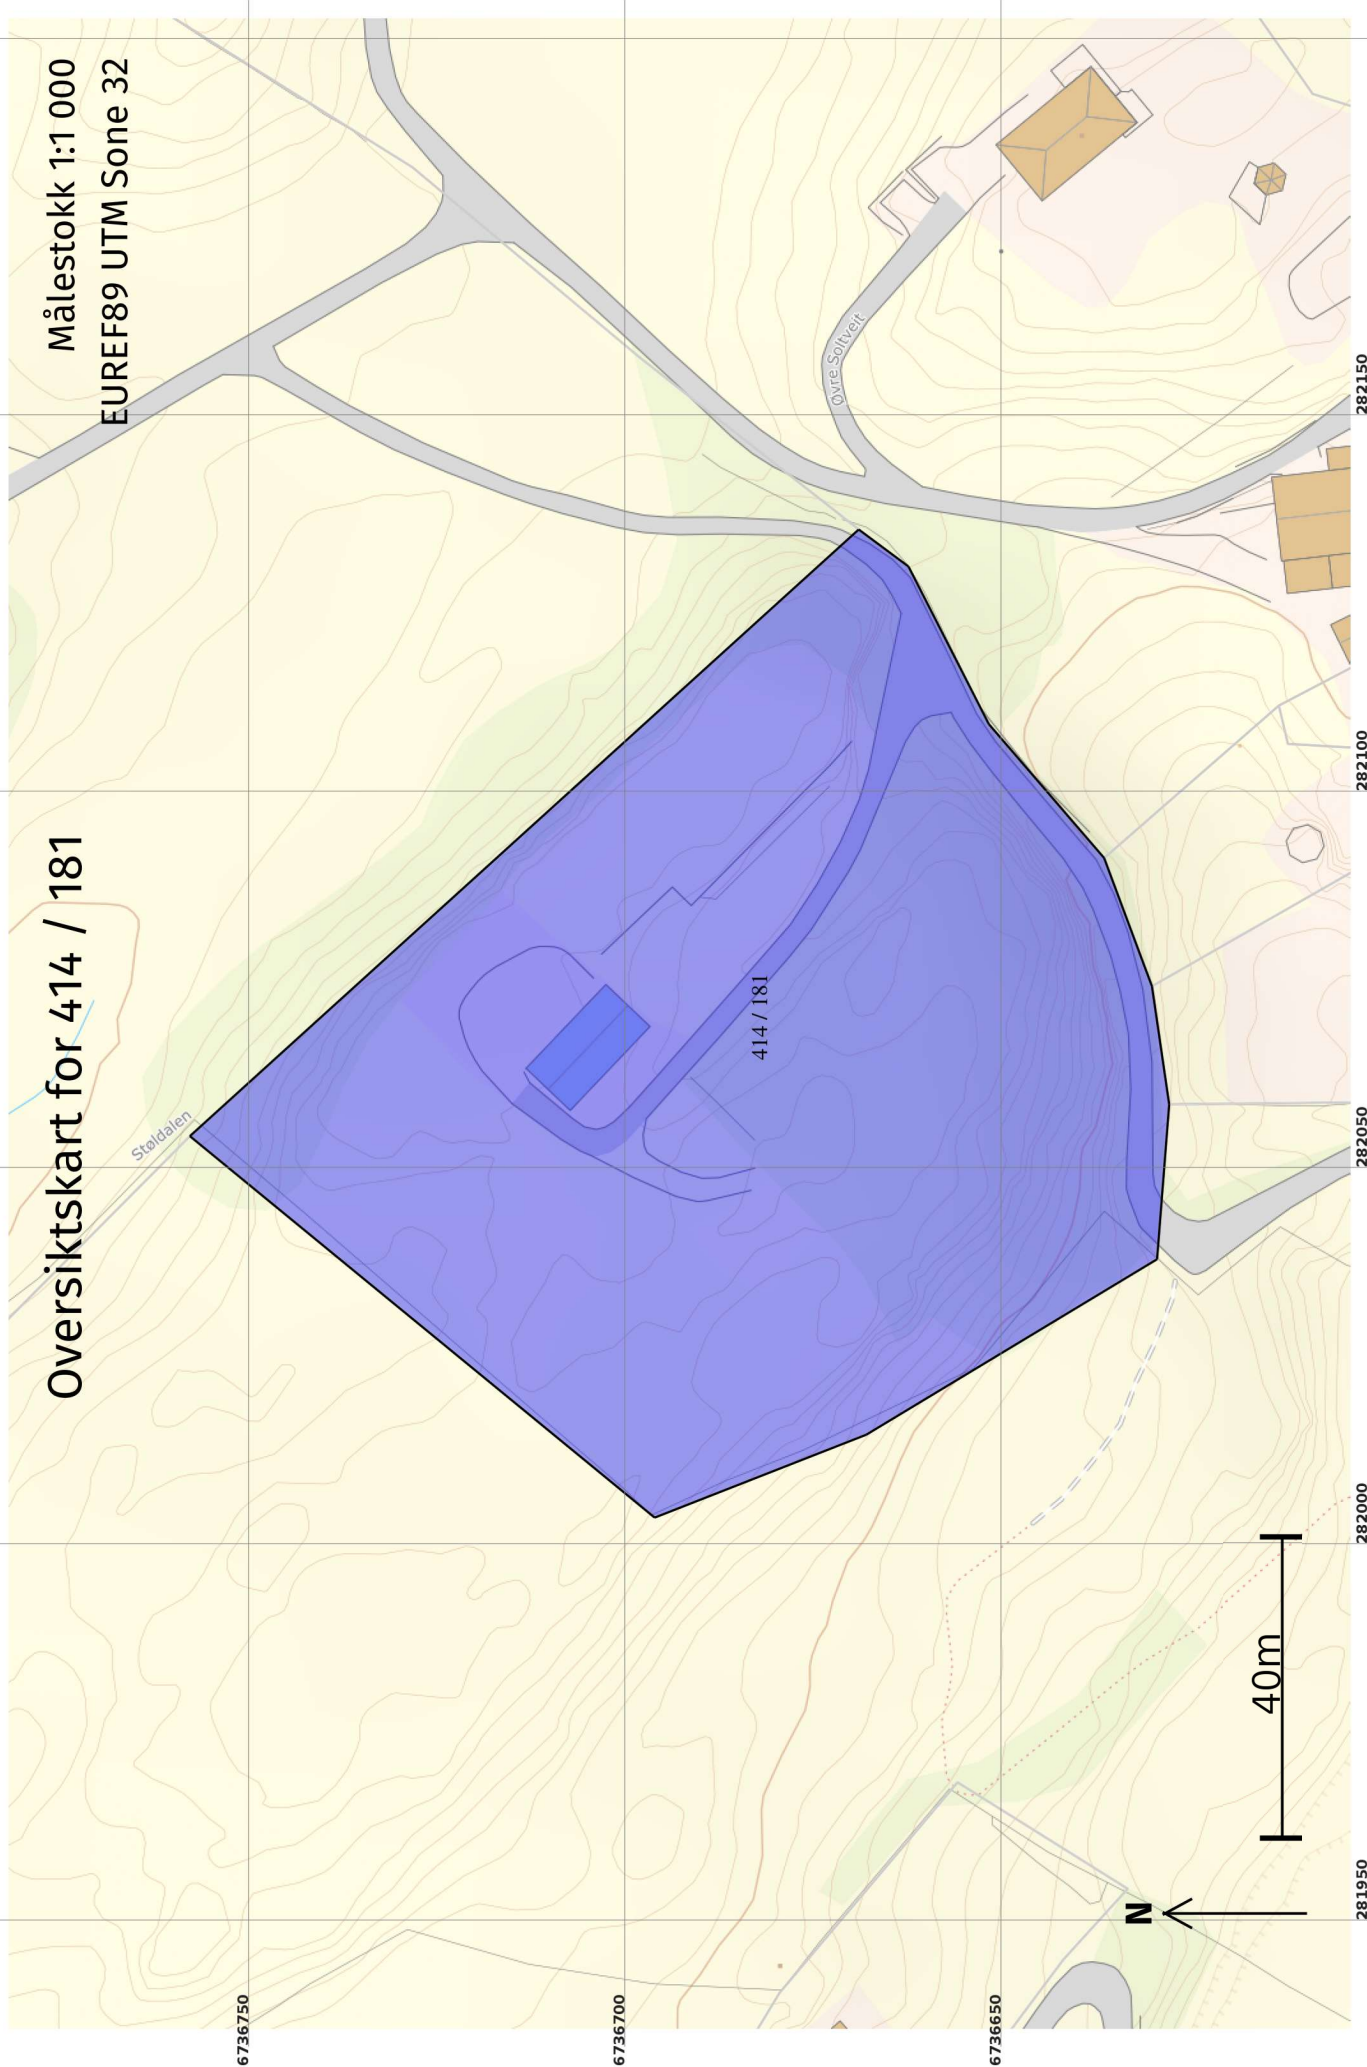 Oversiktskart for 414 / 181
Målestokk 1:1 000
EUREF89 UTM Sone 32
Støldalen
Øvre Soltveit
414 / 181
6736750
6736700
6736650
N
40m
281950
282000
282050
282100
282150